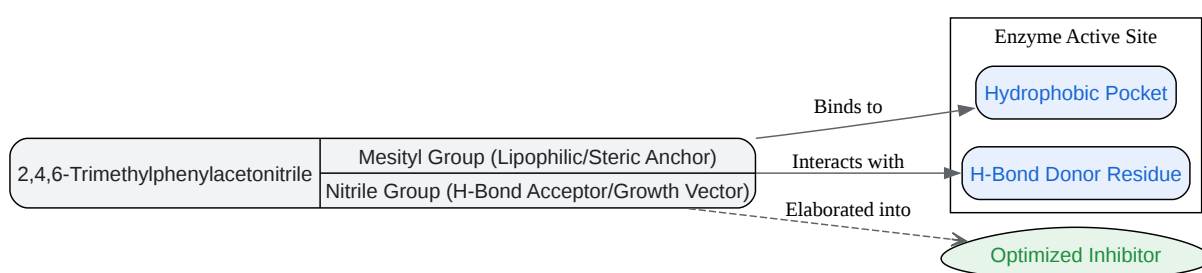 Enzyme Active Site
Hydrophobic Pocket
Binds to
2,4,6-Trimethylphenylacetonitrile
Mesityl Group (Lipophilic/Steric Anchor)
Nitrile Group (H-Bond Acceptor/Growth Vector)
Interacts with
H-Bond Donor Residue
Elaborated into
Optimized Inhibitor